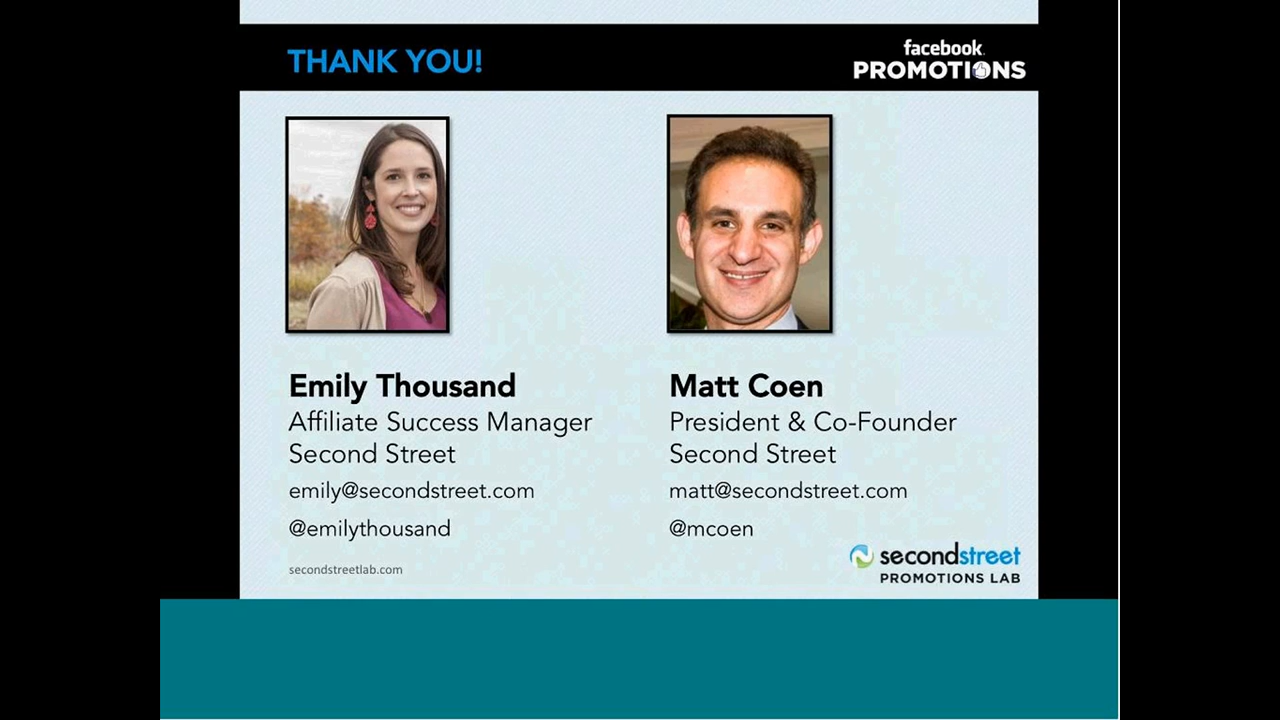 THANK YOU!
facebook
PROMOTIONS
Emily Thousand
Affiliate Success Manager
Second Street
emily@secondstreet.com
@emilythousand
secondstreetlab.com
Matt Coen
President & Co-Founder
Second Street
matt@secondstreet.com
@mcoen
secondstreet
PROMOTIONS LAB